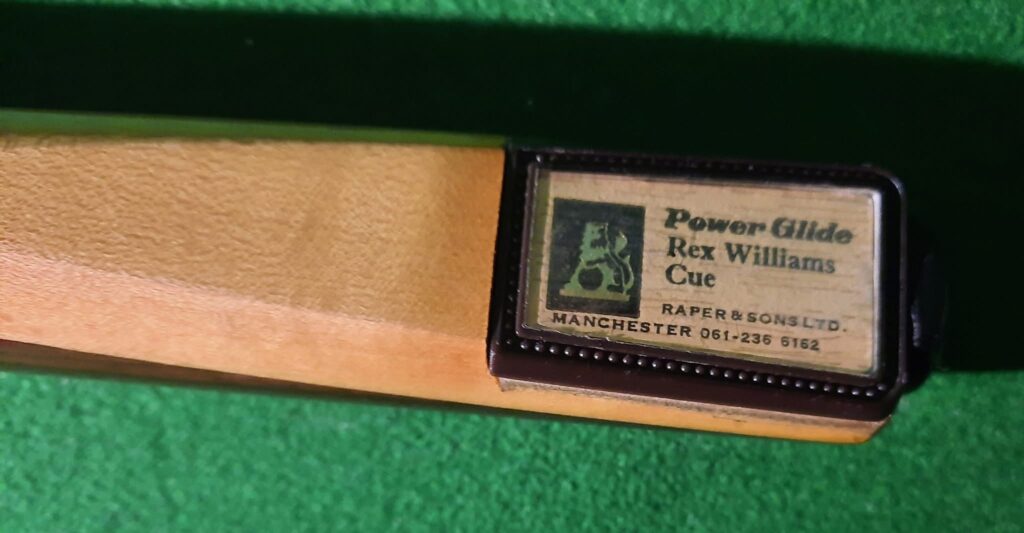 Power Glide
Rex Williams
Cue
RAPER & SONS LTD.
MANCHESTER 061-236 6162